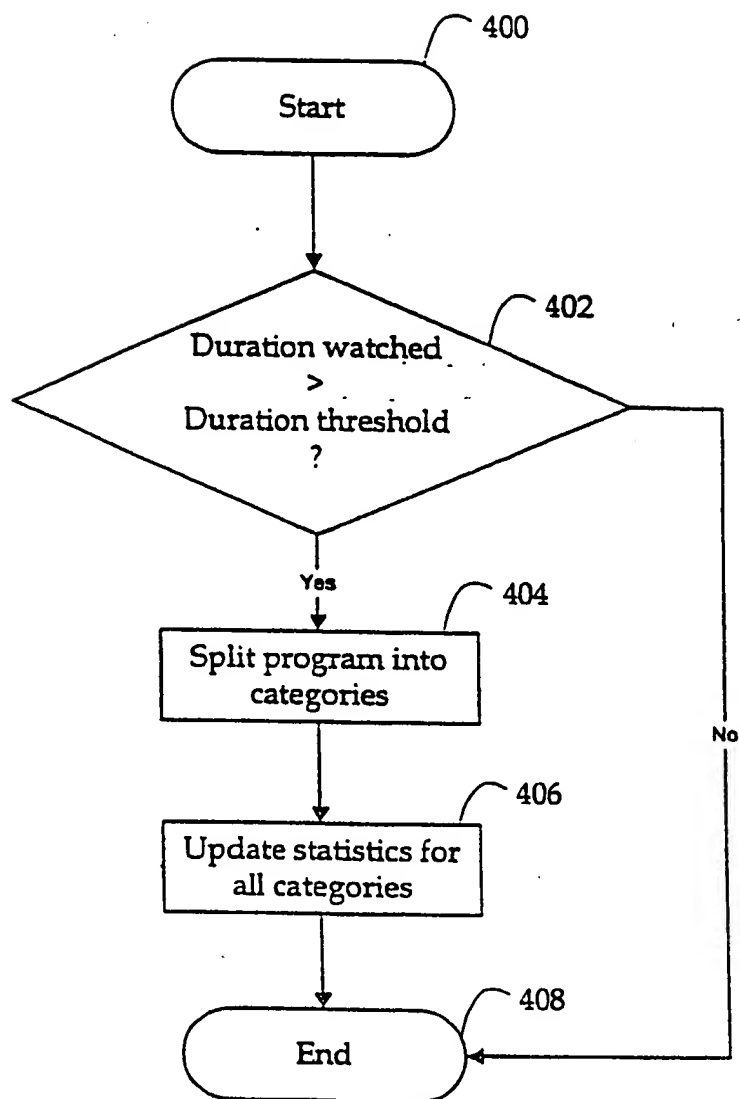 400
Start
402
Duration watched
>
Duration threshold
?
Yes
404
Split program into
categories
No
406
Update statistics for
all categories
408
End